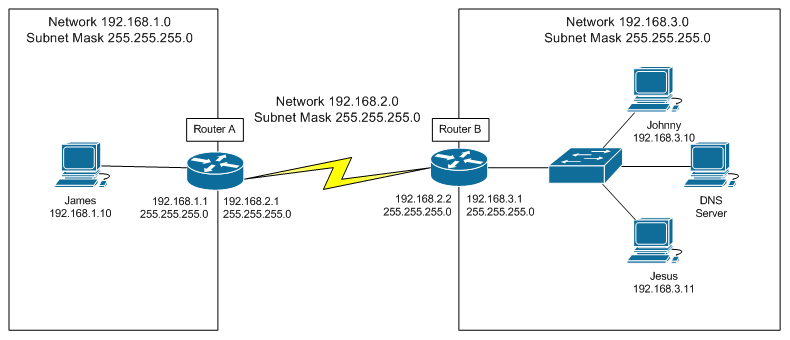 Network 192.168.1.0
Subnet Mask 255.255.255.0
Network 192.168.3.0
Subnet Mask 255.255.255.0
Network 192.168.2.0
Subnet Mask 255.255.255.0
Router A
Router B
James
192.168.1.10
192.168.1.1
255.255.255.0
192.168.2.1
255.255.255.0
192.168.2.2
255.255.255.0
192.168.3.1
255.255.255.0
Johnny
192.168.3.10
DNS
Server
Jesus
192.168.3.11